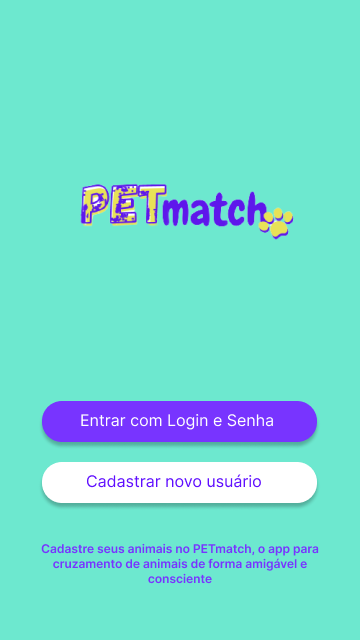 PETmatch
Entrar com Login e Senha
Cadastrar novo usuário
Cadastre seus animais no PETmatch, o app para
cruzamento de animais de forma amigável e
consciente